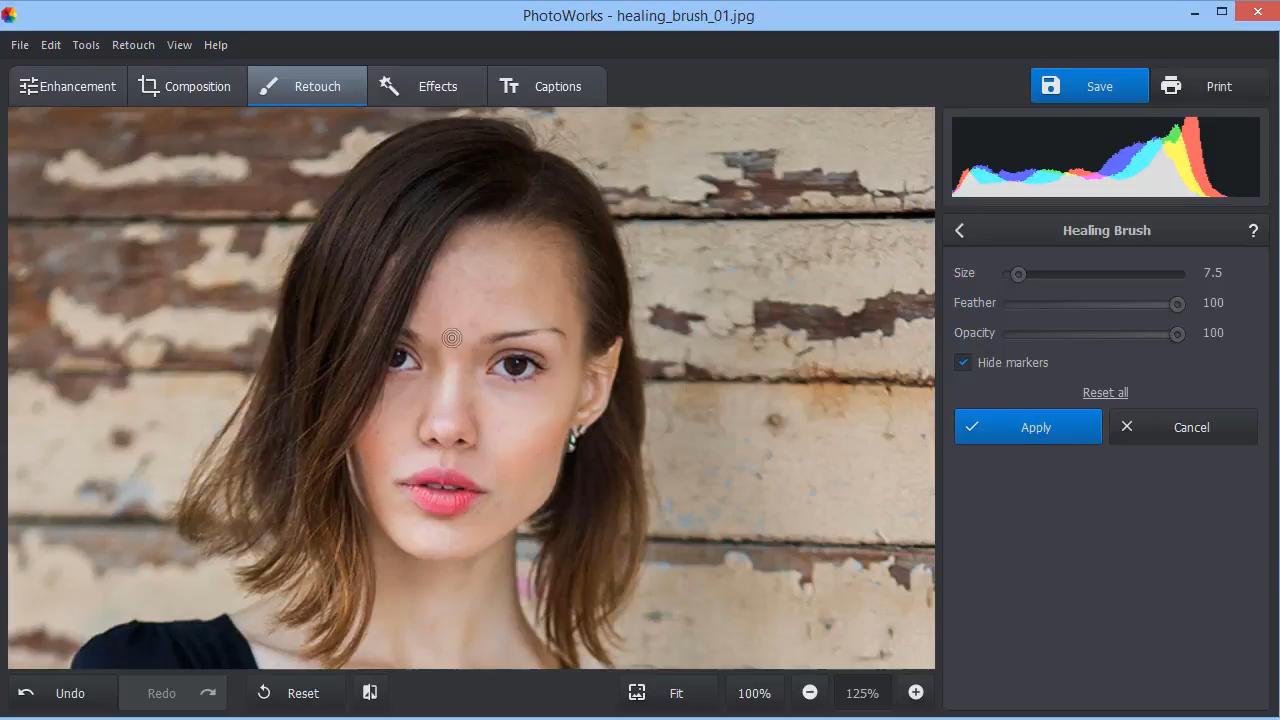 PhotoWorks - healing_brush_01.jpg
File Edit Tools Retouch View Help
Enhancement Composition Retouch Effects Captions Save Print
Healing Brush ?
Size 7.5
Feather 100
Opacity 100
Hide markers
Reset all
Apply Cancel
Undo Redo Reset Fit 100% 125%